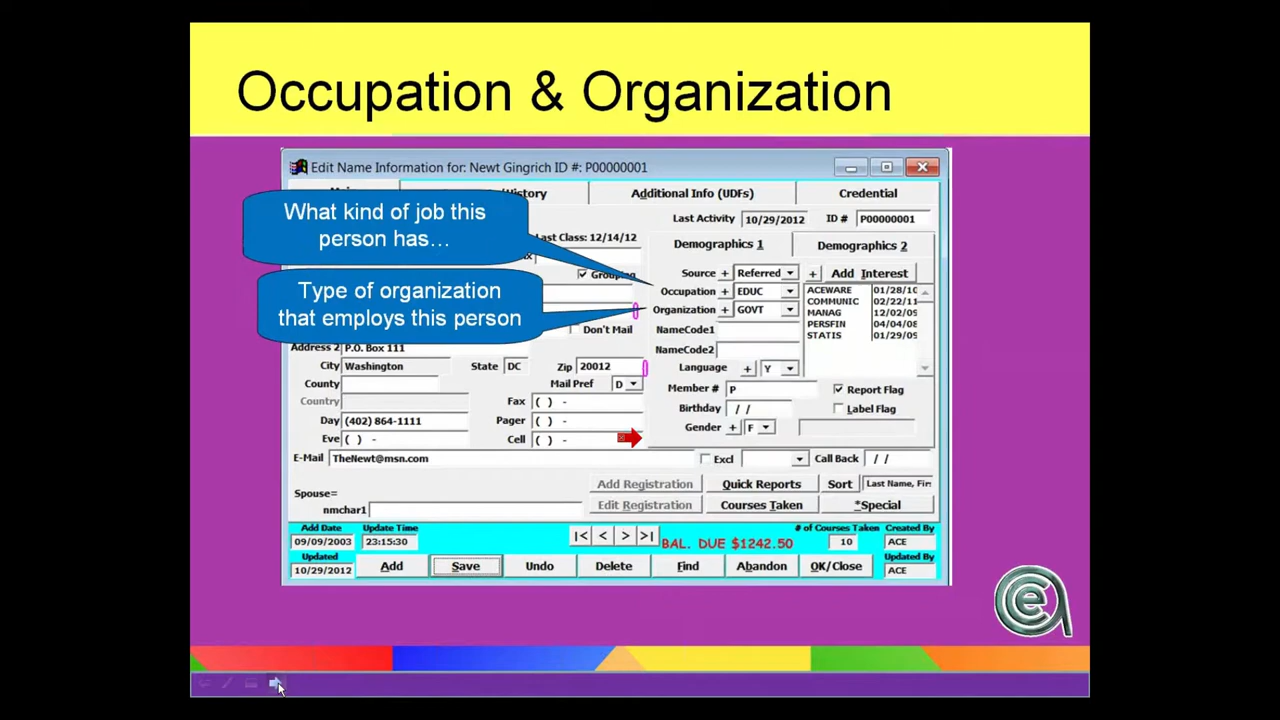 Occupation & Organization
Edit Name Information for: Newt Gingrich ID #: P00000001
History
Additional Info (UDFs)
Credential
What kind of job this
person has…
Last Activity 10/29/2012 ID # P00000001
Last Class: 12/14/12
Demographics 1
Demographics 2
Grouping
Source + Referred + Add Interest
Type of organization
that employs this person
Occupation + EDUC
Organization + GOVT
NameCode1
NameCode2
ACEWARE 01/28/10
COMMUNIC 02/22/11
MANAG 12/02/09
PERSFIN 04/04/08
STATIS 01/29/09
Don't Mail
Address 2 P.O. Box 111
City Washington State DC Zip 20012
Language + Y
County
Mail Pref D
Member # P
Report Flag
Country
Fax ( ) -
Birthday / /
Label Flag
Day (402) 864-1111
Pager ( ) -
Gender + F
Eve ( ) -
Cell ( ) -
E-Mail TheNewt@msn.com
Excl
Call Back / /
Add Registration
Quick Reports
Sort
Last Name, Fir
Spouse=
nmchar1
Edit Registration
Courses Taken
*Special
Add Date
Update Time
# of Courses Taken
Created By
09/09/2003
23:15:30
|< < > >|
BAL. DUE $1242.50
10
ACE
Updated
Updated By
10/29/2012
Add
Save
Undo
Delete
Find
Abandon
OK/Close
ACE